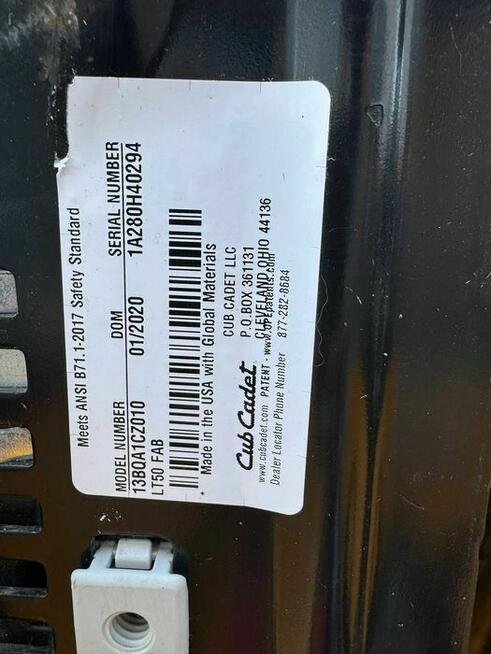 Meets ANSI B71.1-2017 Safety Standard
MODEL NUMBER DOM SERIAL NUMBER
13B0A1CZ010 01/2020 1A280H40294
LT50 FAB
Made in the USA with Global Materials
CUB CADET LLC
P.O.BOX 361131
CLEVELAND OHIO 44136
Cub Cadet
www.cubcadet.com PATENT - www.
Dealer Locator Phone Number 877-282-8684